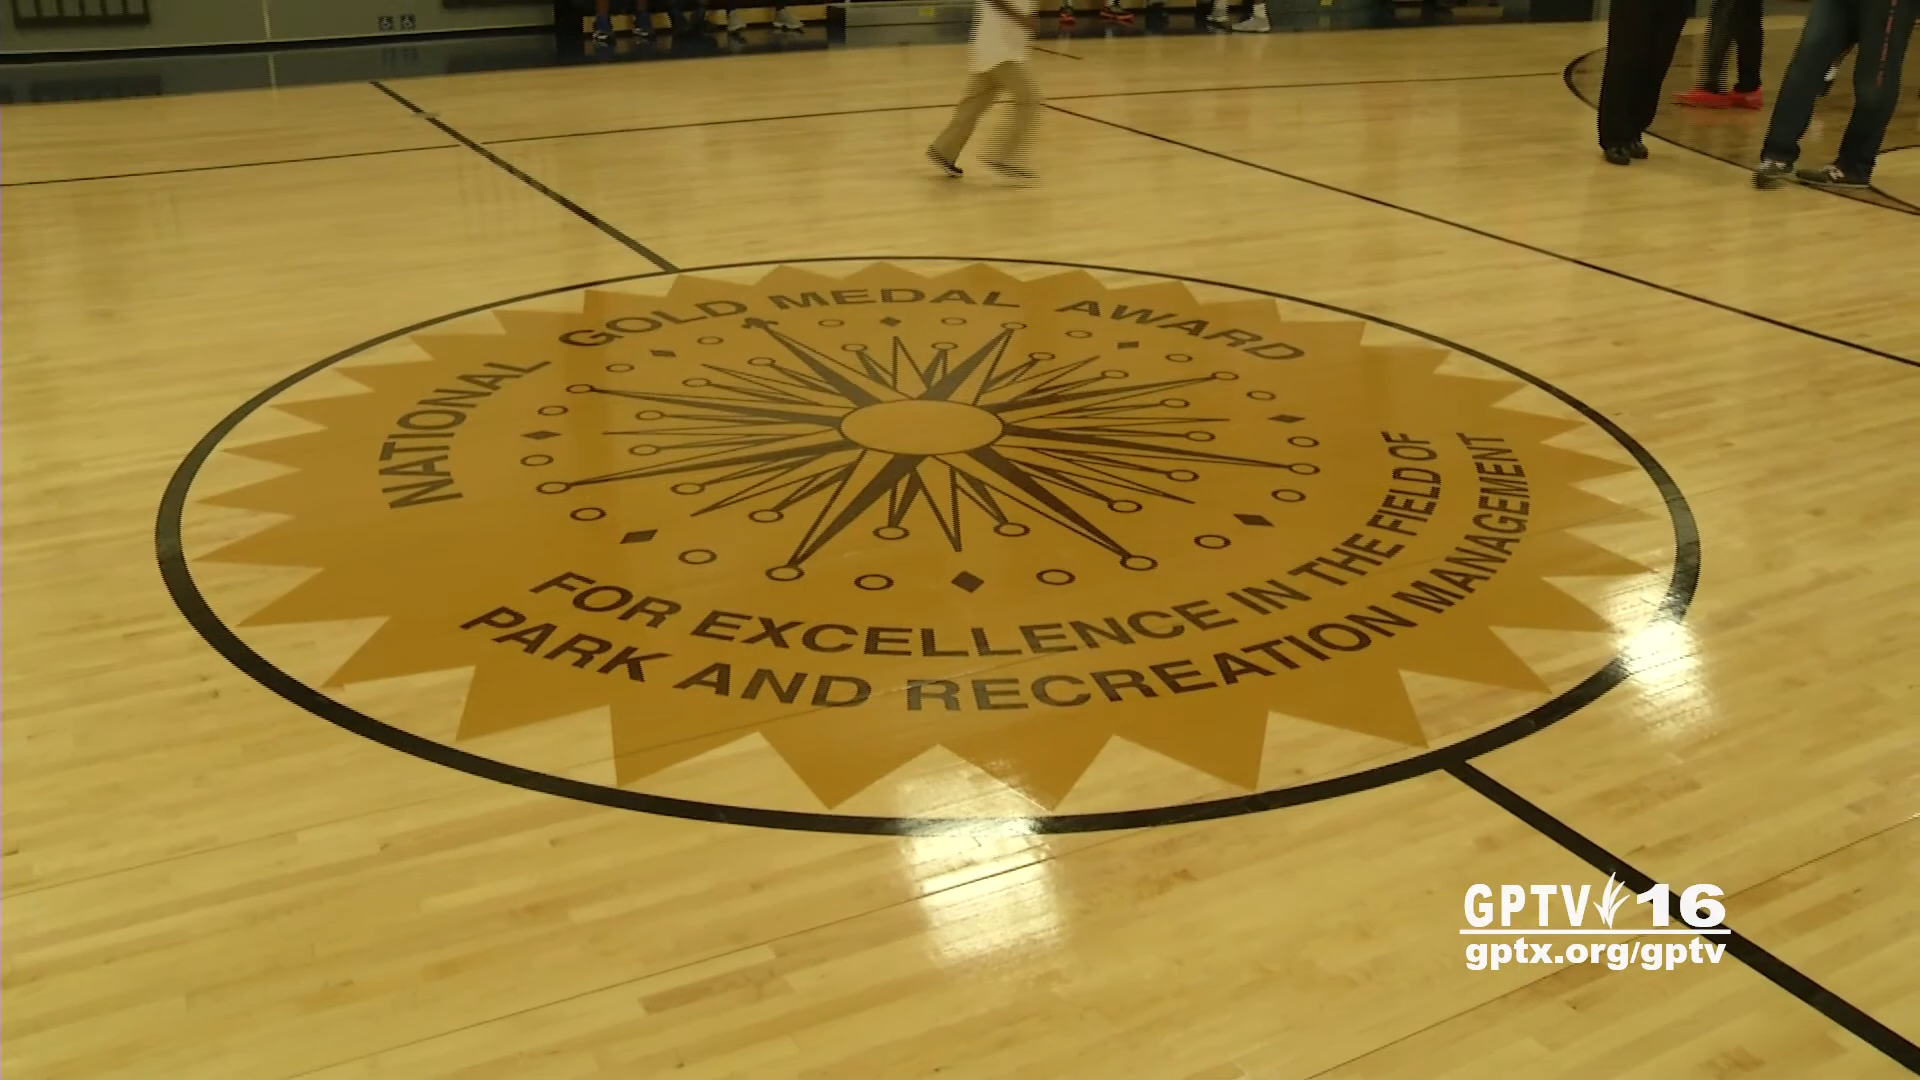 NATIONAL GOLD MEDAL AWARD
FOR EXCELLENCE IN THE FIELD OF
PARK AND RECREATION MANAGEMENT
GPTV 16
gptx.org/gptv